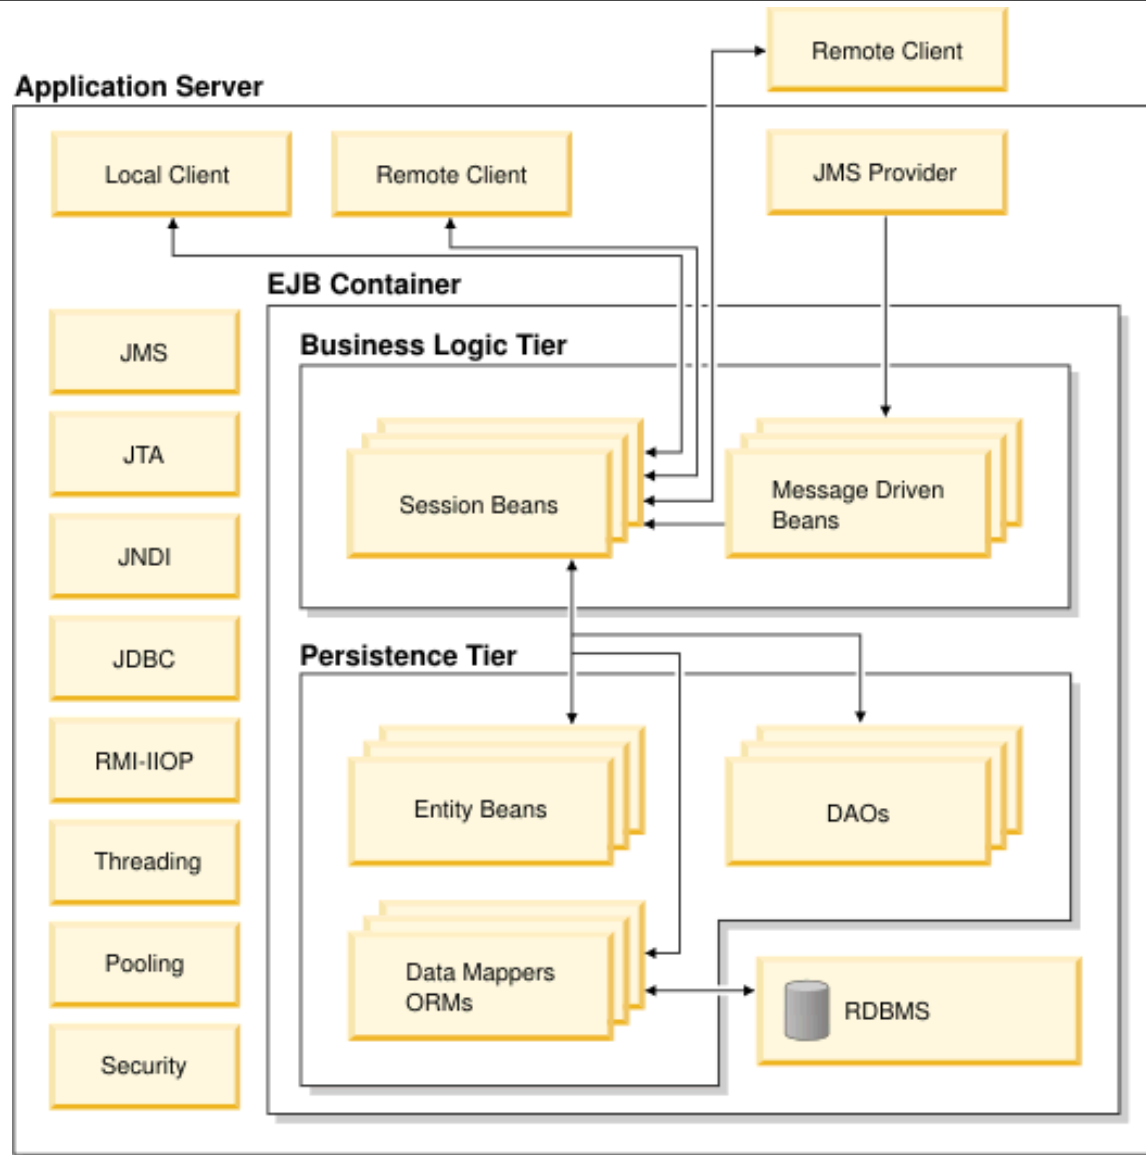 Remote Client
Application Server
Local Client
Remote Client
JMS Provider
EJB Container
Business Logic Tier
JMS
JTA
JNDI
JDBC
RMI-IIOP
Threading
Pooling
Security
Session Beans
Message Driven
Beans
Persistence Tier
Entity Beans
DAOs
Data Mappers
ORMs
RDBMS